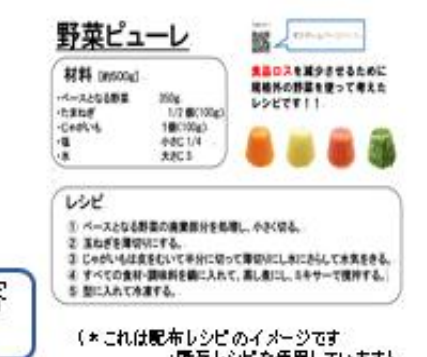 野菜ピューレ
食品ロスを減少させるために
規格外の野菜を使って考えた
レシピです！！
材料 [約500g]
・ベースとなる野菜 350g
・たまねぎ 1/2個(100g)
・じゃがいも 1個(100g)
・塩 小さじ 1/4
・水 大さじ 5
レシピ
① ベースとなる野菜の廃棄部分を処理し、小さく切る。
② 玉ねぎを薄切りにする。
③ じゃがいもは皮をむいて半分に切って薄切りにし水にさらして水気をきる。
④ すべての食材・調味料を鍋に入れて、蒸し煮にし、ミキサーで撹拌する。
⑤ 型に入れて冷凍する。
(*これは配布レシピのイメージです